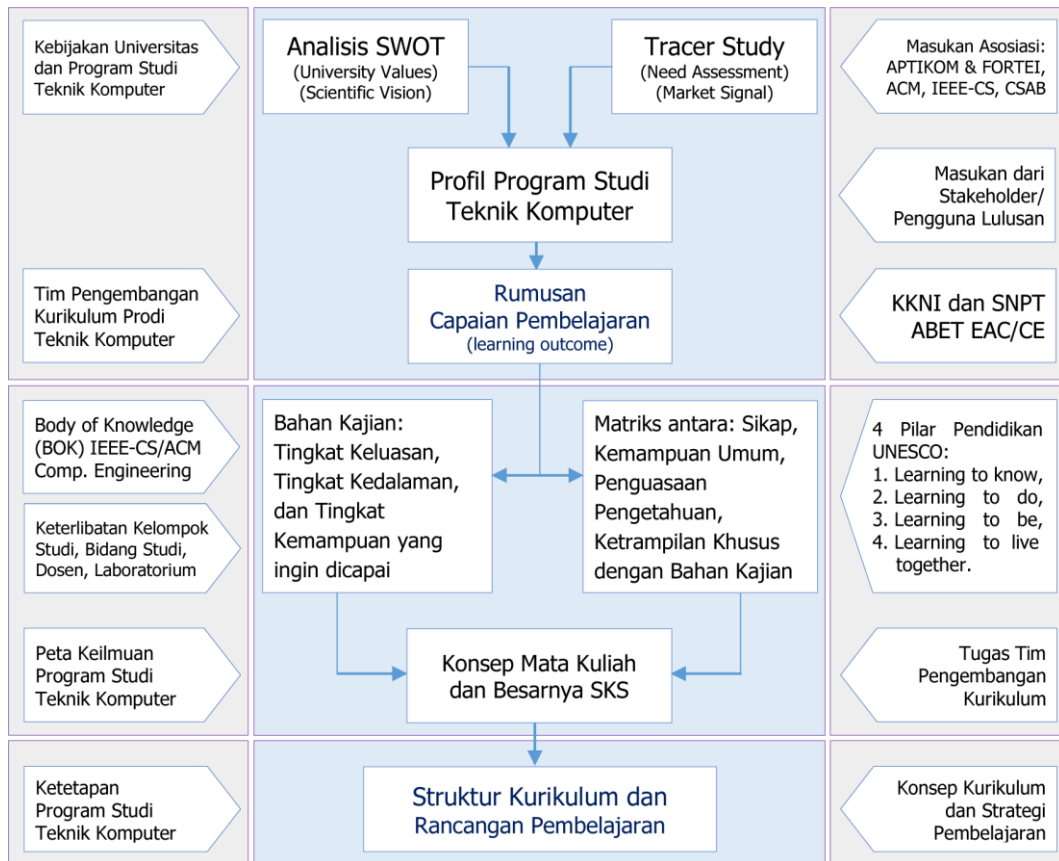 Kebijakan Universitas
dan Program Studi
Teknik Komputer
Analisis SWOT
(University Values)
(Scientific Vision)
Tracer Study
(Need Assessment)
(Market Signal)
Masukan Asosiasi:
APTIKOM & FORTEI,
ACM, IEEE-CS, CSAB
Profil Program Studi
Teknik Komputer
Masukan dari
Stakeholder/
Pengguna Lulusan
Tim Pengembangan
Kurikulum Prodi
Teknik Komputer
Rumusan
Capaian Pembelajaran
(learning outcome)
KKNI dan SNPT
ABET EAC/CE
Body of Knowledge
(BOK) IEEE-CS/ACM
Comp. Engineering
Keterlibatan Kelompok
Studi, Bidang Studi,
Dosen, Laboratorium
Bahan Kajian:
Tingkat Keluasan,
Tingkat Kedalaman,
dan Tingkat
Kemampuan yang
ingin dicapai
Matriks antara: Sikap,
Kemampuan Umum,
Penguasaan
Pengetahuan,
Ketrampilan Khusus
dengan Bahan Kajian
4 Pilar Pendidikan
UNESCO:
1. Learning to know,
2. Learning to do,
3. Learning to be,
4. Learning to live
together.
Peta Keilmuan
Program Studi
Teknik Komputer
Konsep Mata Kuliah
dan Besarnya SKS
Tugas Tim
Pengembangan
Kurikulum
Ketetapan
Program Studi
Teknik Komputer
Struktur Kurikulum dan
Rancangan Pembelajaran
Konsep Kurikulum
dan Strategi
Pembelajaran